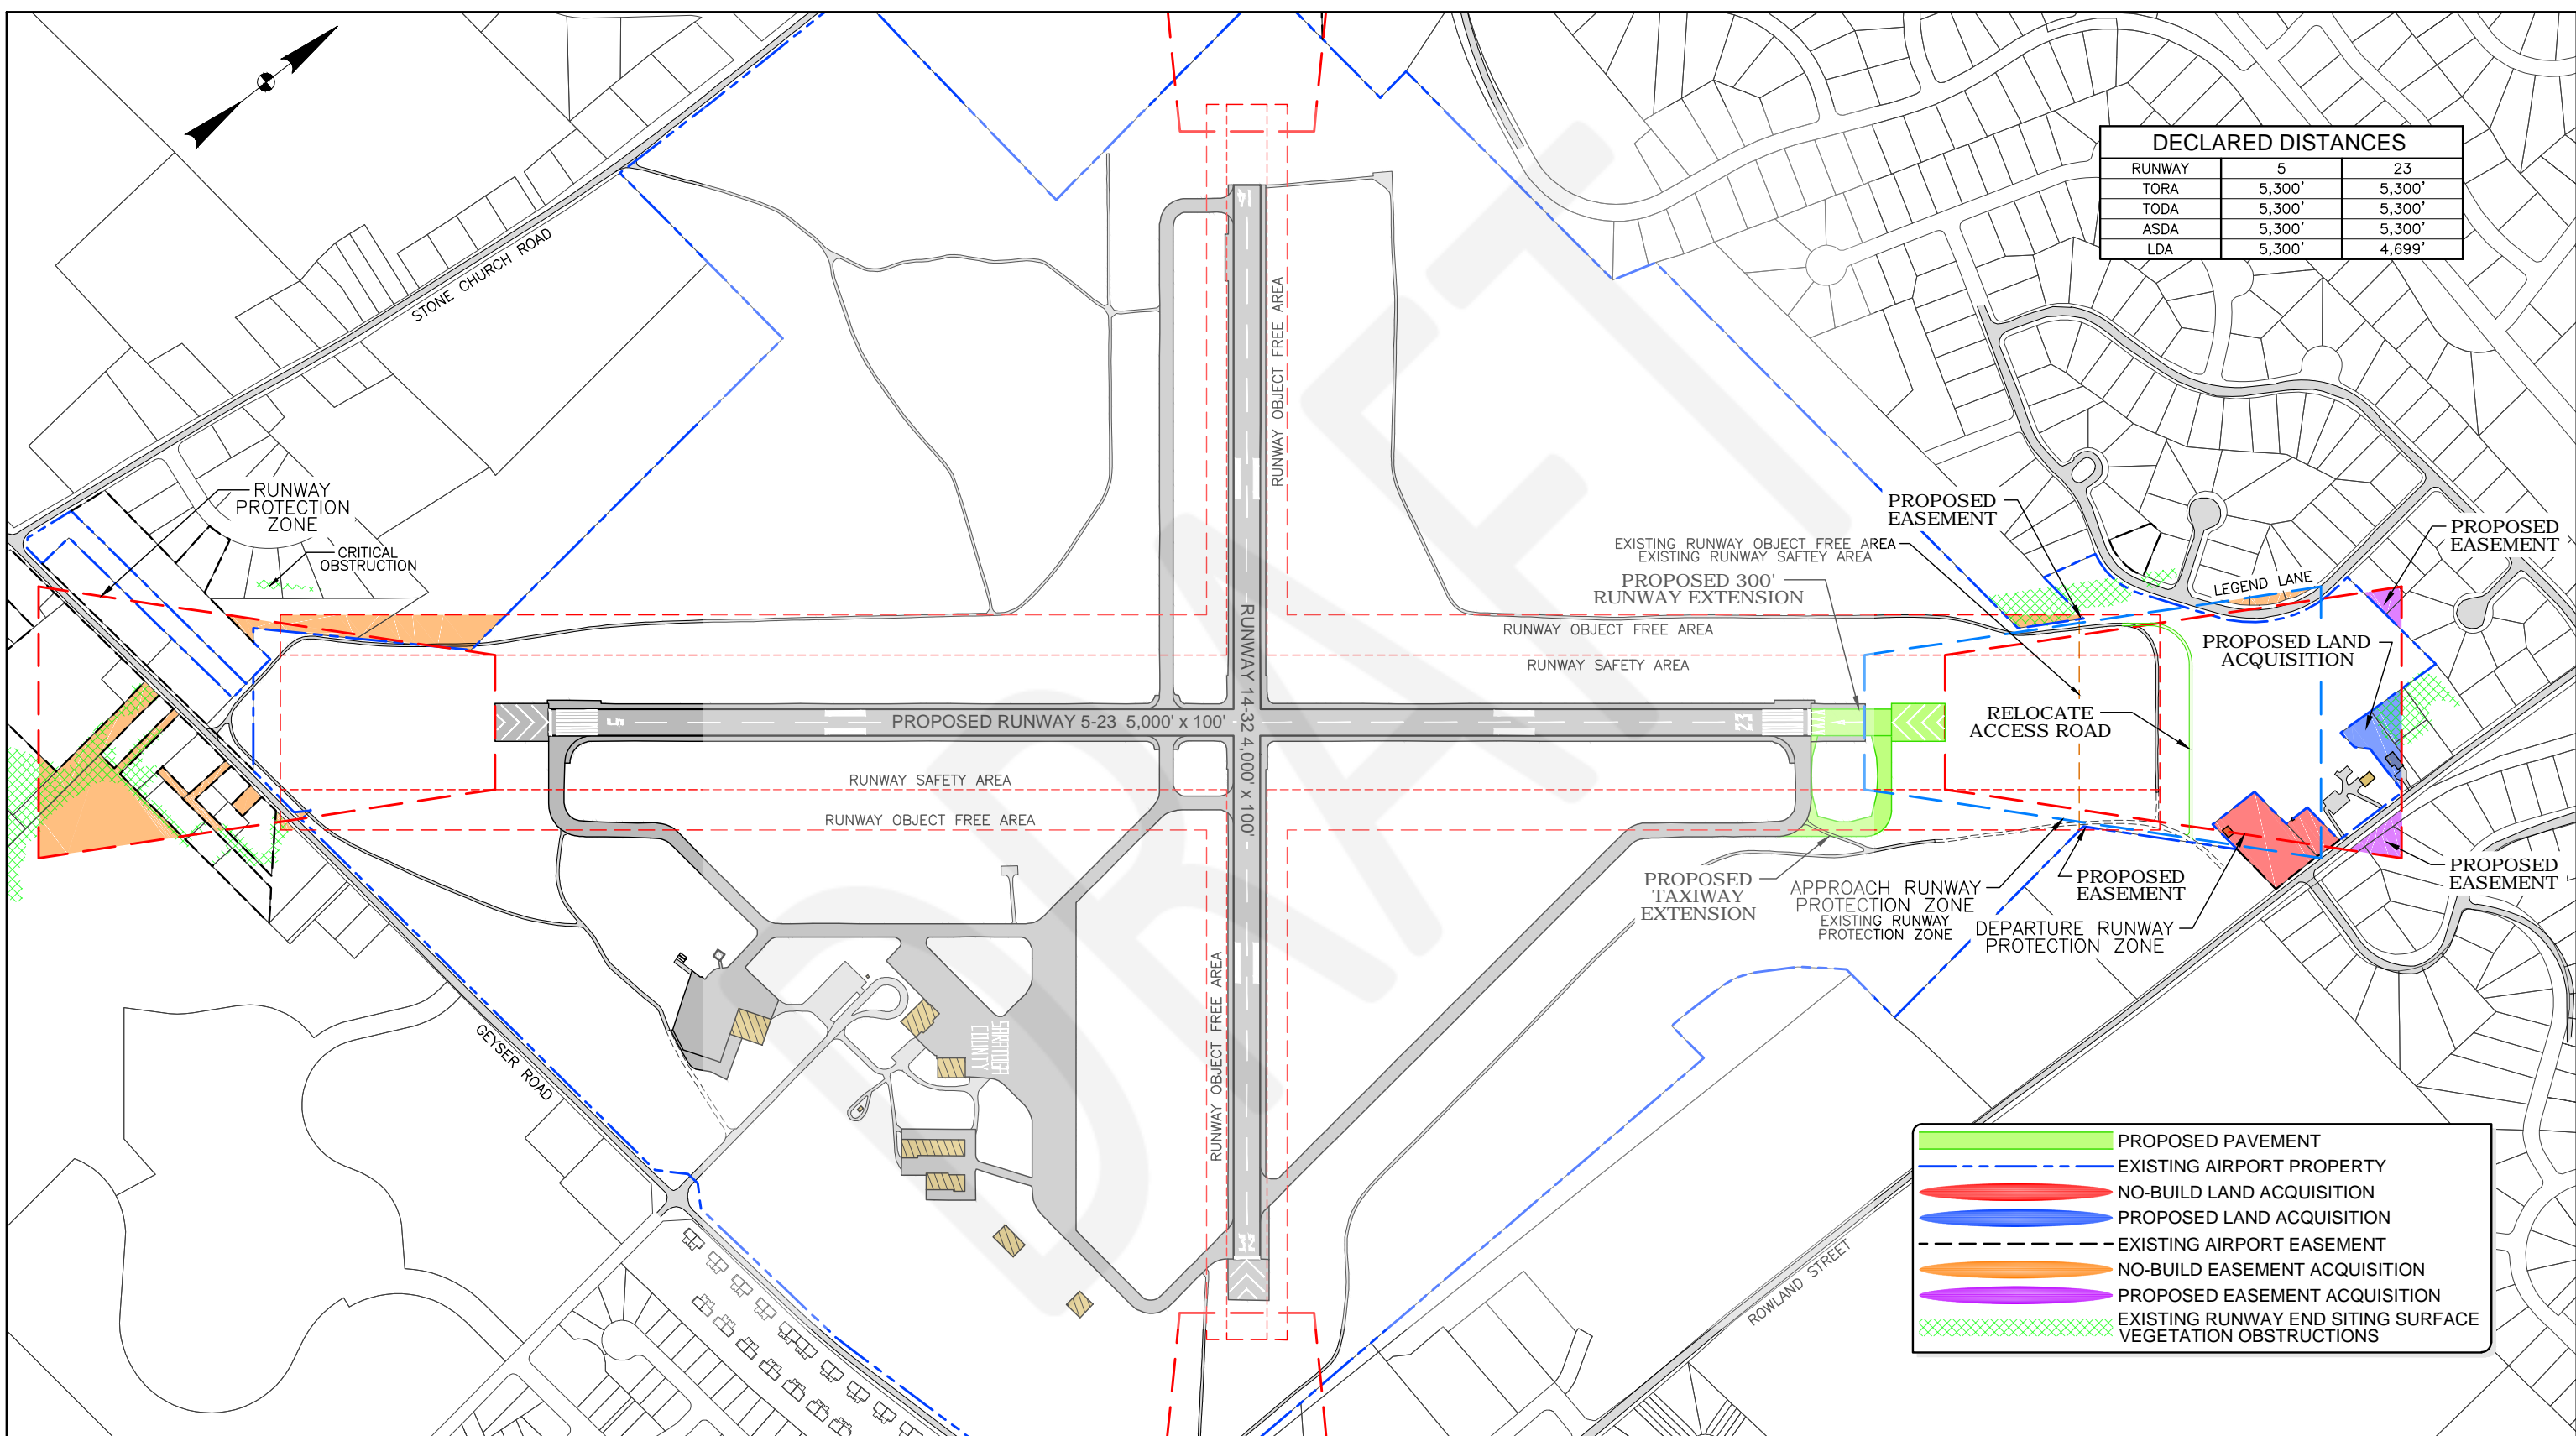 DECLARED DISTANCES
RUNWAY 5 23
TORA 5,300' 5,300'
TODA 5,300' 5,300'
ASDA 5,300' 5,300'
LDA 5,300' 4,699'
STONE CHURCH ROAD
14
RUNWAY OBJECT FREE AREA
RUNWAY
PROTECTION
ZONE
CRITICAL
OBSTRUCTION
PROPOSED
EASEMENT
PROPOSED
EASEMENT
EXISTING RUNWAY OBJECT FREE AREA
EXISTING RUNWAY SAFTEY AREA
PROPOSED 300'
RUNWAY EXTENSION
LEGEND LANE
RUNWAY OBJECT FREE AREA
RUNWAY SAFETY AREA
PROPOSED LAND
ACQUISITION
5
PROPOSED RUNWAY 5-23 5,000' x 100'
RUNWAY 14-32 4,000' x 100'
23
RELOCATE
ACCESS ROAD
RUNWAY SAFETY AREA
RUNWAY OBJECT FREE AREA
PROPOSED
TAXIWAY
EXTENSION
APPROACH RUNWAY
PROTECTION ZONE
EXISTING RUNWAY
PROTECTION ZONE
PROPOSED
EASEMENT
DEPARTURE RUNWAY
PROTECTION ZONE
PROPOSED
EASEMENT
DRAFT
RUNWAY OBJECT FREE AREA
SARATOGA
COUNTY
GEYSER ROAD
32
ROWLAND STREET
PROPOSED PAVEMENT
EXISTING AIRPORT PROPERTY
NO-BUILD LAND ACQUISITION
PROPOSED LAND ACQUISITION
EXISTING AIRPORT EASEMENT
NO-BUILD EASEMENT ACQUISITION
PROPOSED EASEMENT ACQUISITION
EXISTING RUNWAY END SITING SURFACE
VEGETATION OBSTRUCTIONS